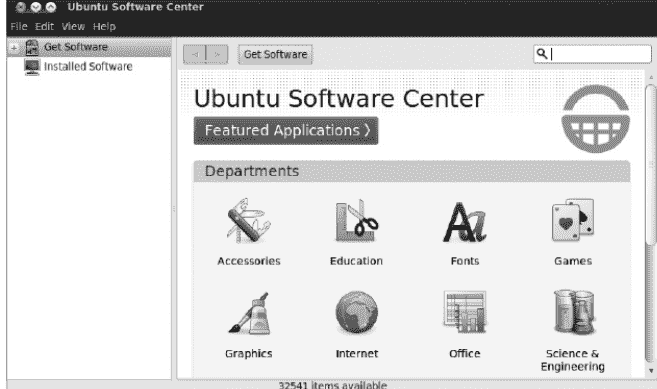 Ubuntu Software Center
File Edit View Help
Get Software
Installed Software
Get Software
Ubuntu Software Center
Featured Applications
Departments
Accessories
Education
Fonts
Games
Graphics
Internet
Office
Science & Engineering
32541 items available